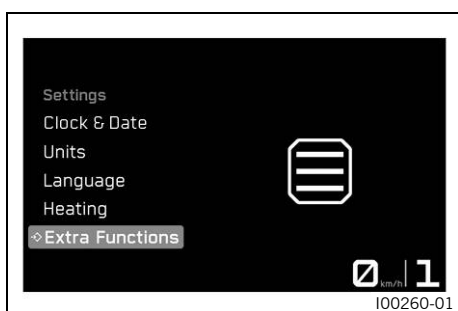 Settings
Clock & Date
Units
Language
Heating
Extra Functions
0 km/h 1
I00260-01